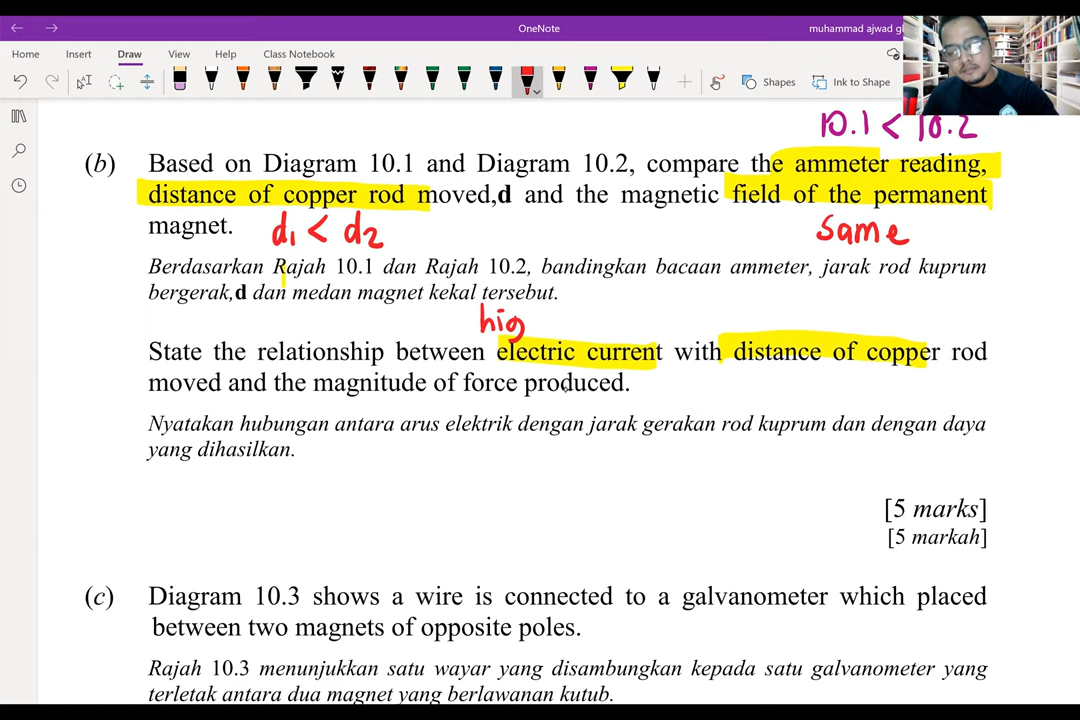 OneNote
muhammad ajwad g
Home Insert Draw View Help Class Notebook
Shapes Ink to Shape
10.1 < 10.2
(b) Based on Diagram 10.1 and Diagram 10.2, compare the ammeter reading,
distance of copper rod moved,d and the magnetic field of the permanent
magnet.
d1 < d2 same
Berdasarkan Rajah 10.1 dan Rajah 10.2, bandingkan bacaan ammeter, jarak rod kuprum
bergerak,d dan medan magnet kekal tersebut.
hig
State the relationship between electric current with distance of copper rod
moved and the magnitude of force produced.
Nyatakan hubungan antara arus elektrik dengan jarak gerakan rod kuprum dan dengan daya
yang dihasilkan.
[5 marks]
[5 markah]
(c) Diagram 10.3 shows a wire is connected to a galvanometer which placed
between two magnets of opposite poles.
Rajah 10.3 menunjukkan satu wayar yang disambungkan kepada satu galvanometer yang
terletak antara dua magnet yang berlawanan kutub.